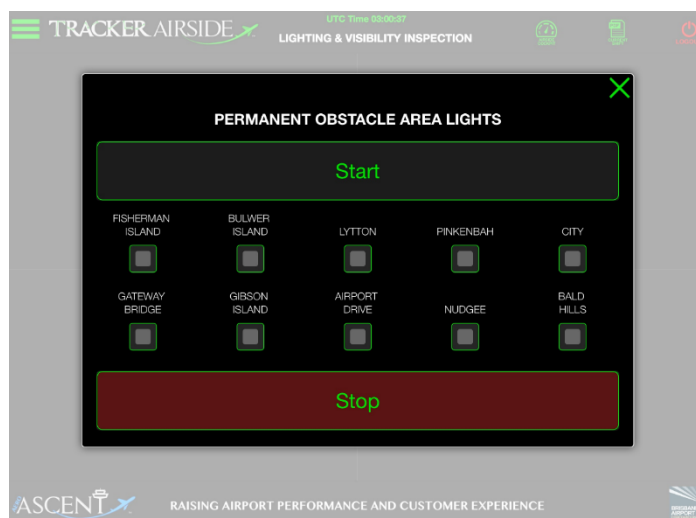 UTC Time 03:00:37
TRACKER AIRSIDE
LIGHTING & VISIBILITY INSPECTION
PERMANENT OBSTACLE AREA LIGHTS
Start
FISHERMAN
ISLAND
BULWER
ISLAND
LYTTON
PINKENBAH
CITY
GATEWAY
BRIDGE
GIBSON
ISLAND
AIRPORT
DRIVE
NUDGEE
BALD
HILLS
Stop
ASCENT
RAISING AIRPORT PERFORMANCE AND CUSTOMER EXPERIENCE
BRISBANE
AIRPORT